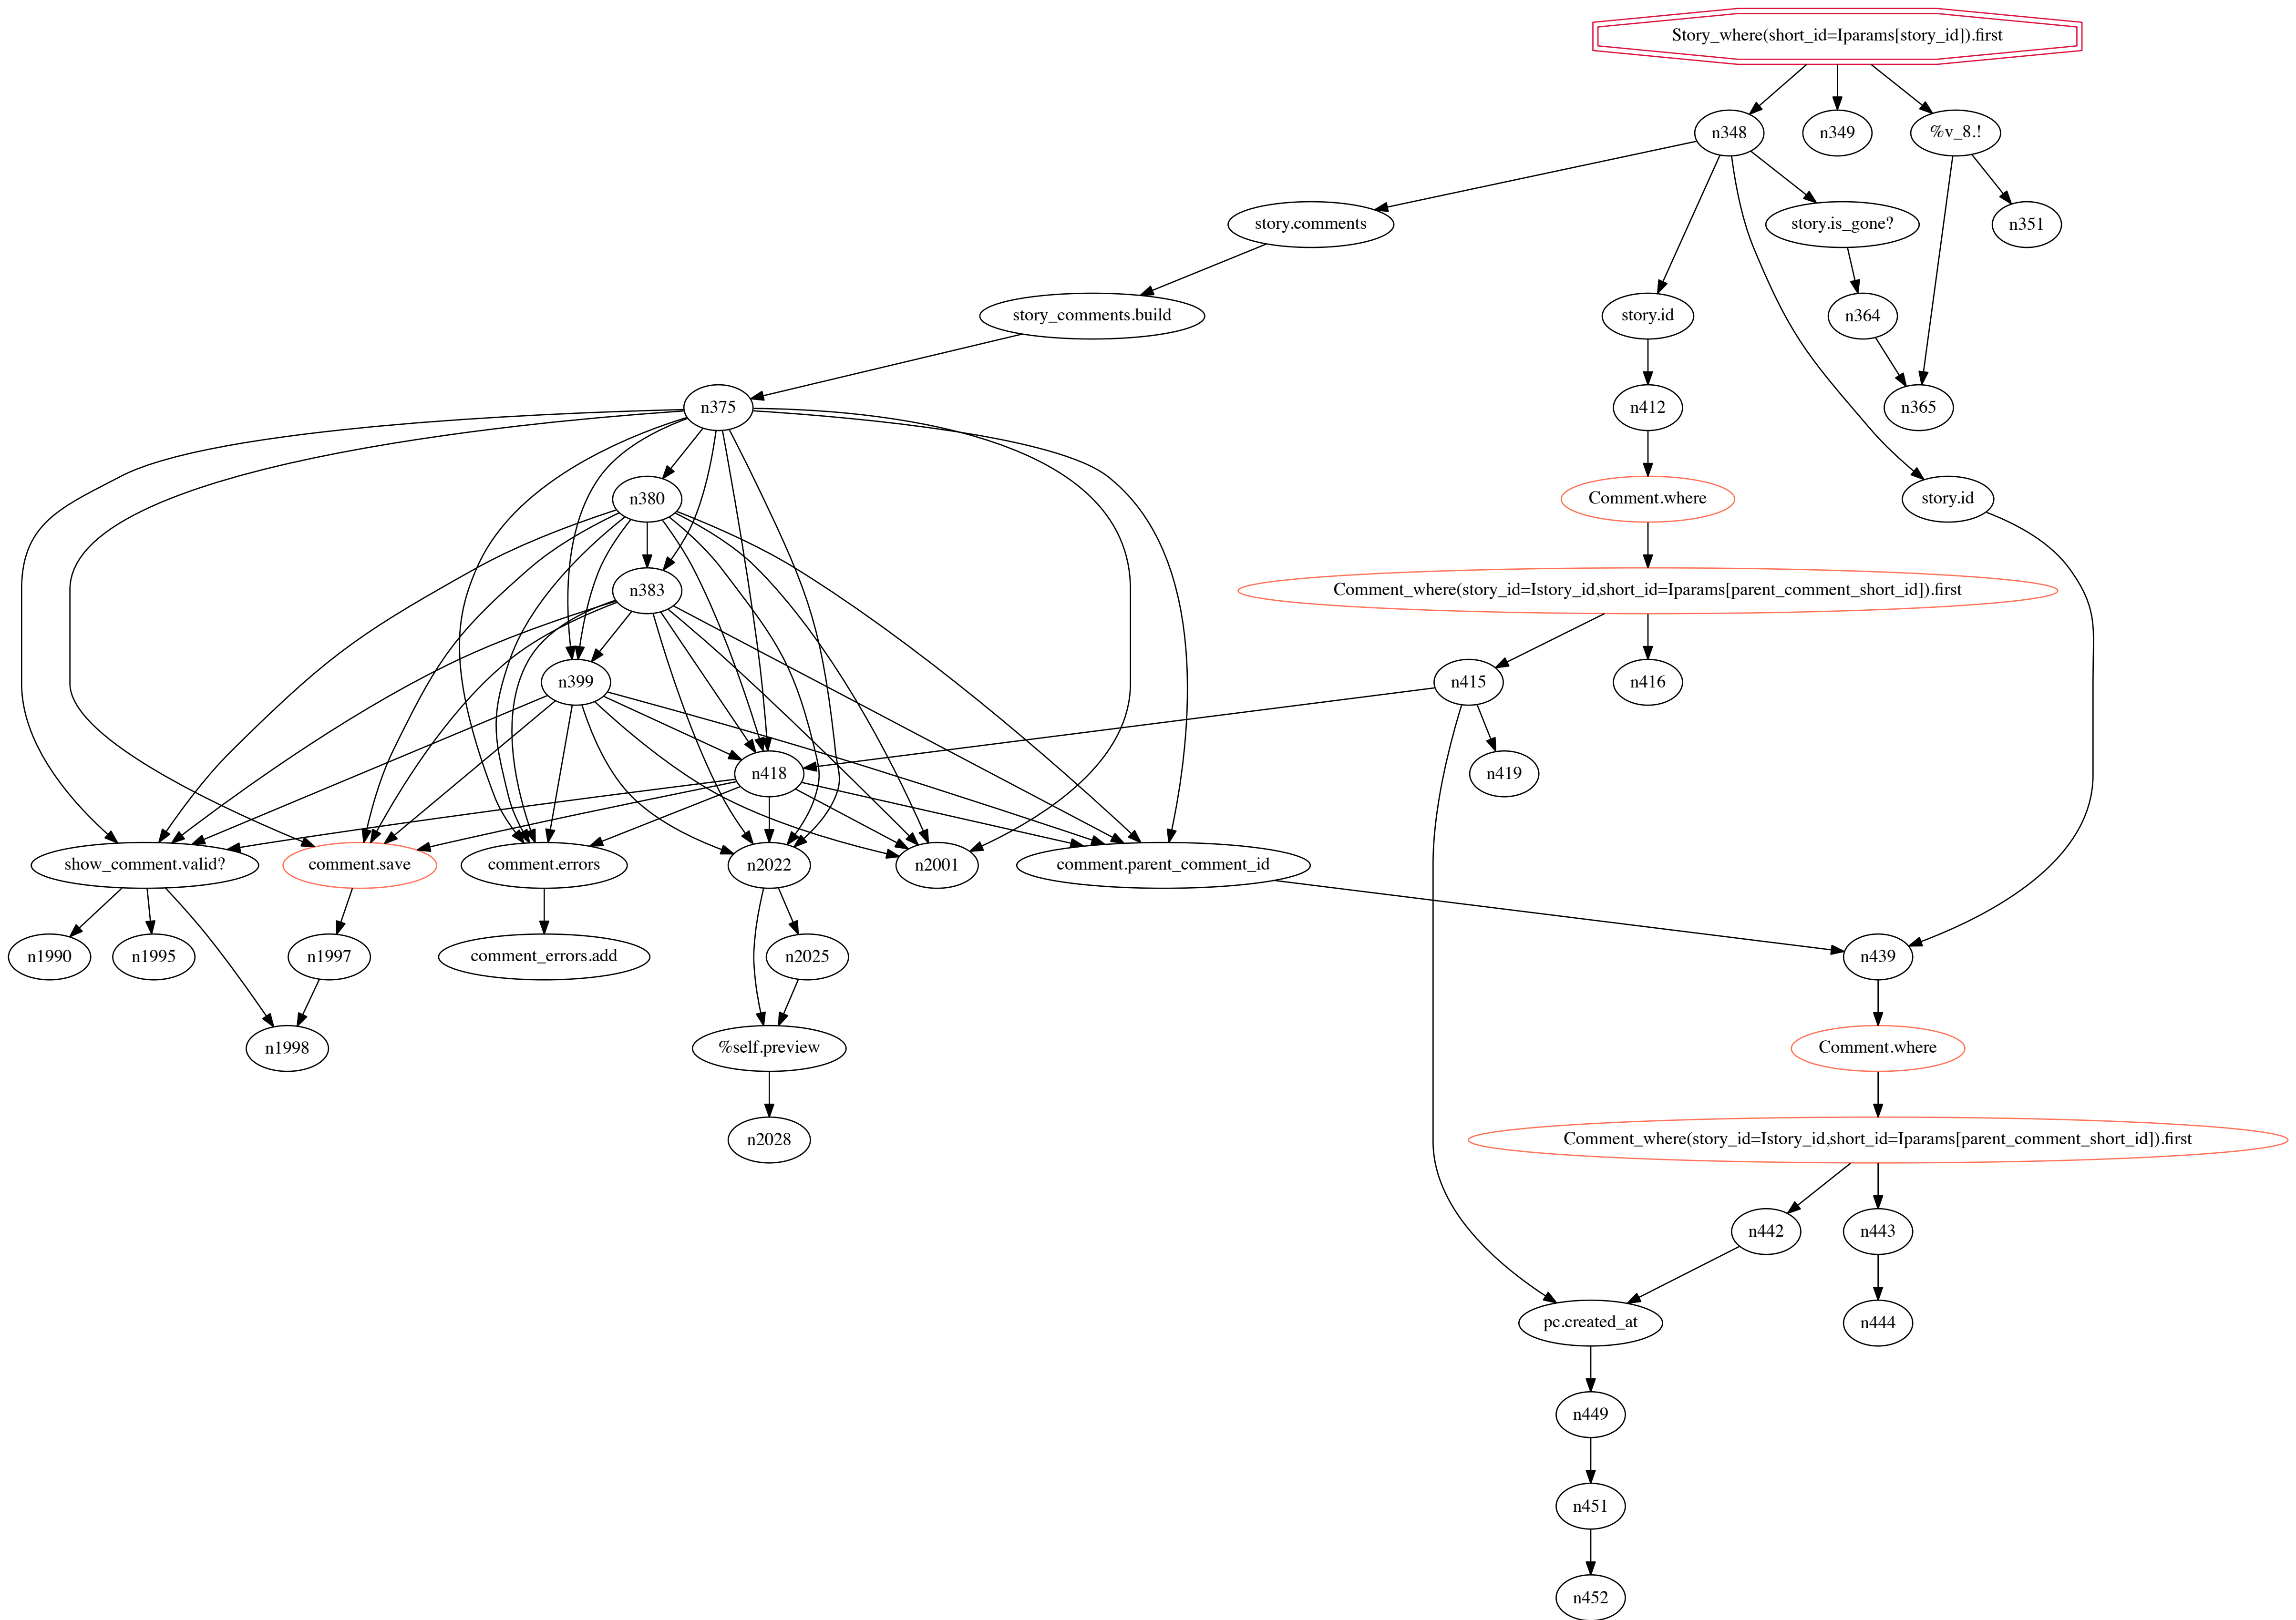 Story_where(short_id=Iparams[story_id]).first
n348
n349
%v_8.!
story.comments
story.is_gone?
n351
story_comments.build
story.id
n364
n375
n412
n365
n380
Comment.where
story.id
n383
Comment_where(story_id=Istory_id,short_id=Iparams[parent_comment_short_id]).first
n399
n415
n416
n418
n419
show_comment.valid?
comment.save
comment.errors
n2022
n2001
comment.parent_comment_id
n1990
n1995
n1997
comment_errors.add
n2025
n439
n1998
%self.preview
Comment.where
n2028
Comment_where(story_id=Istory_id,short_id=Iparams[parent_comment_short_id]).first
n442
n443
pc.created_at
n444
n449
n451
n452